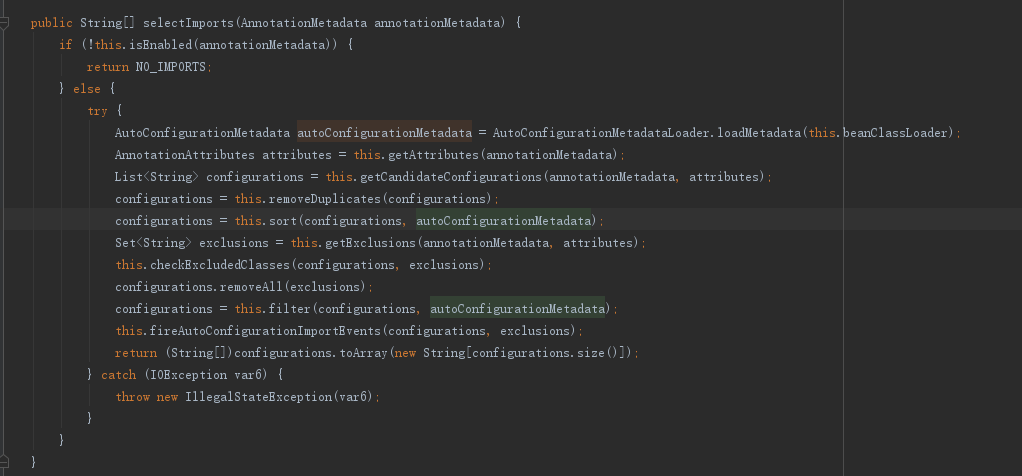 public String[] selectImports(AnnotationMetadata annotationMetadata) {
if (!this.isEnabled(annotationMetadata)) {
return NO_IMPORTS;
} else {
try {
AutoConfigurationMetadata autoConfigurationMetadata = AutoConfigurationMetadataLoader.loadMetadata(this.beanClassLoader);
AnnotationAttributes attributes = this.getAttributes(annotationMetadata);
List<String> configurations = this.getCandidateConfigurations(annotationMetadata, attributes);
configurations = this.removeDuplicates(configurations);
configurations = this.sort(configurations, autoConfigurationMetadata);
Set<String> exclusions = this.getExclusions(annotationMetadata, attributes);
this.checkExcludedClasses(configurations, exclusions);
configurations.removeAll(exclusions);
configurations = this.filter(configurations, autoConfigurationMetadata);
this.fireAutoConfigurationImportEvents(configurations, exclusions);
return (String[])configurations.toArray(new String[configurations.size()]);
} catch (IOException var6) {
throw new IllegalStateException(var6);
}
}
}